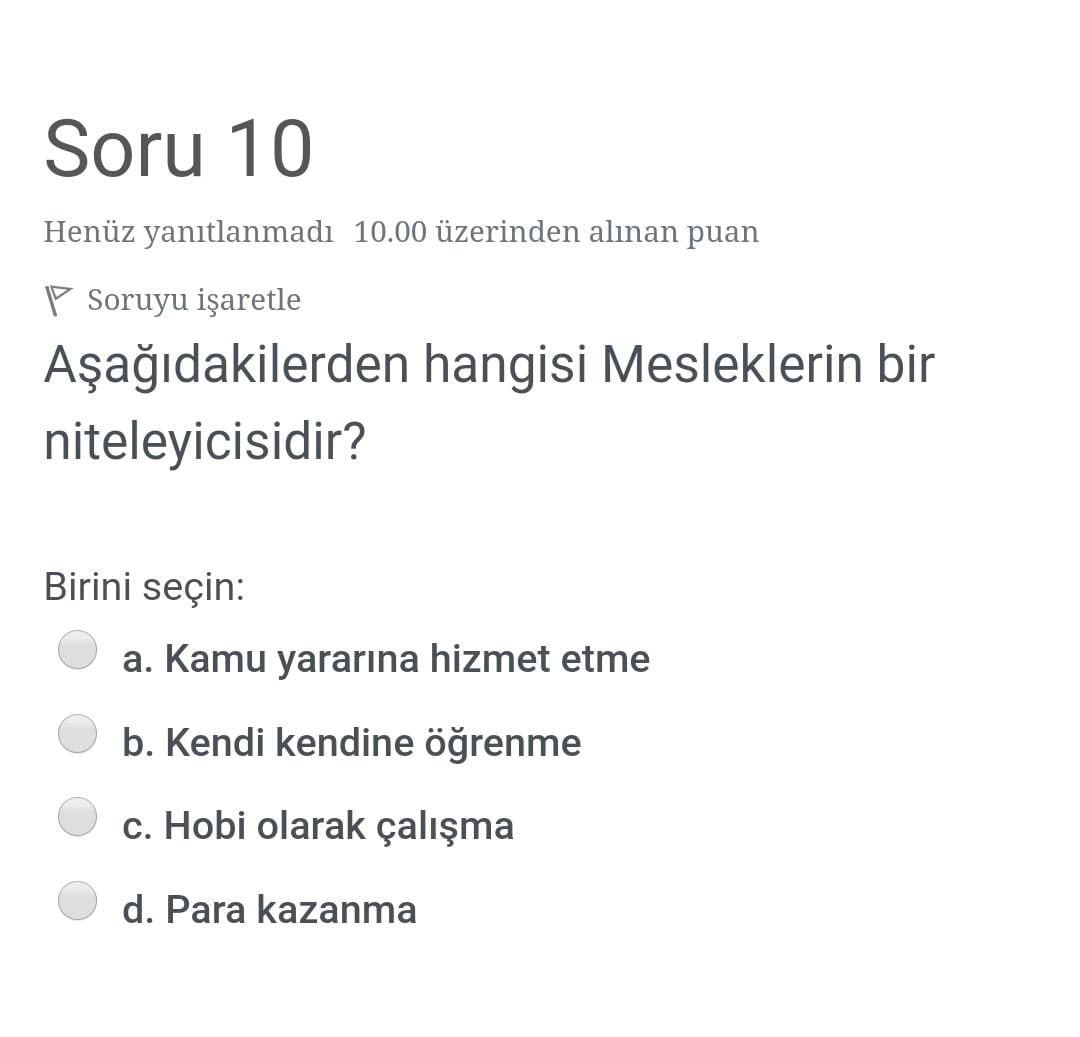 Soru 10
Henüz yanıtlanmadı 10.00 üzerinden alınan puan
Soruyu işaretle
Aşağıdakilerden hangisi Mesleklerin bir
niteleyicisidir?
Birini seçin:
a. Kamu yararına hizmet etme
b. Kendi kendine öğrenme
c. Hobi olarak çalışma
d. Para kazanma